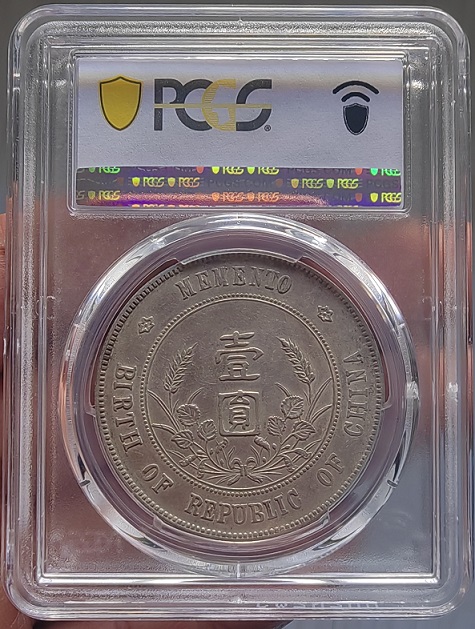 PCGS
PCGS PCGS
PCGS PCGS PCGS
PCGS PCGS PCGS
MEMENTO
壹
圓
BIRTH OF REPUBLIC OF CHINA